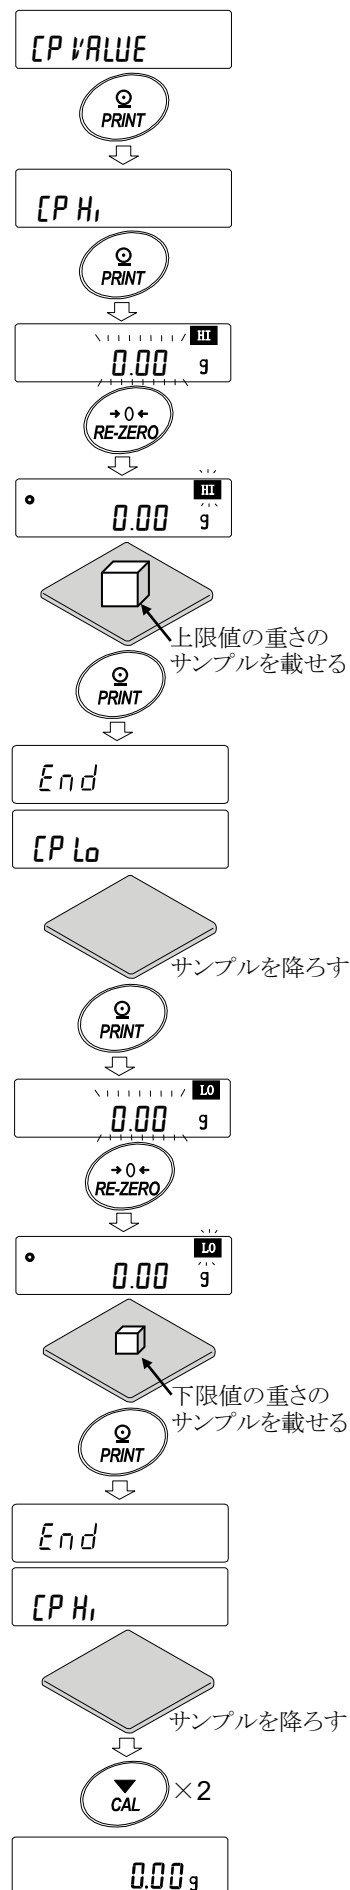 CP VALUE
PRINT
CP Hi
PRINT
HI
0.00 g
→0←
RE-ZERO
HI
0.00 g
上限値の重さの
サンプルを載せる
PRINT
End
CP Lo
サンプルを降ろす
PRINT
LO
0.00 g
→0←
RE-ZERO
LO
0.00 g
下限値の重さの
サンプルを載せる
PRINT
End
CP Hi
サンプルを降ろす
CAL ×2
0.00 g